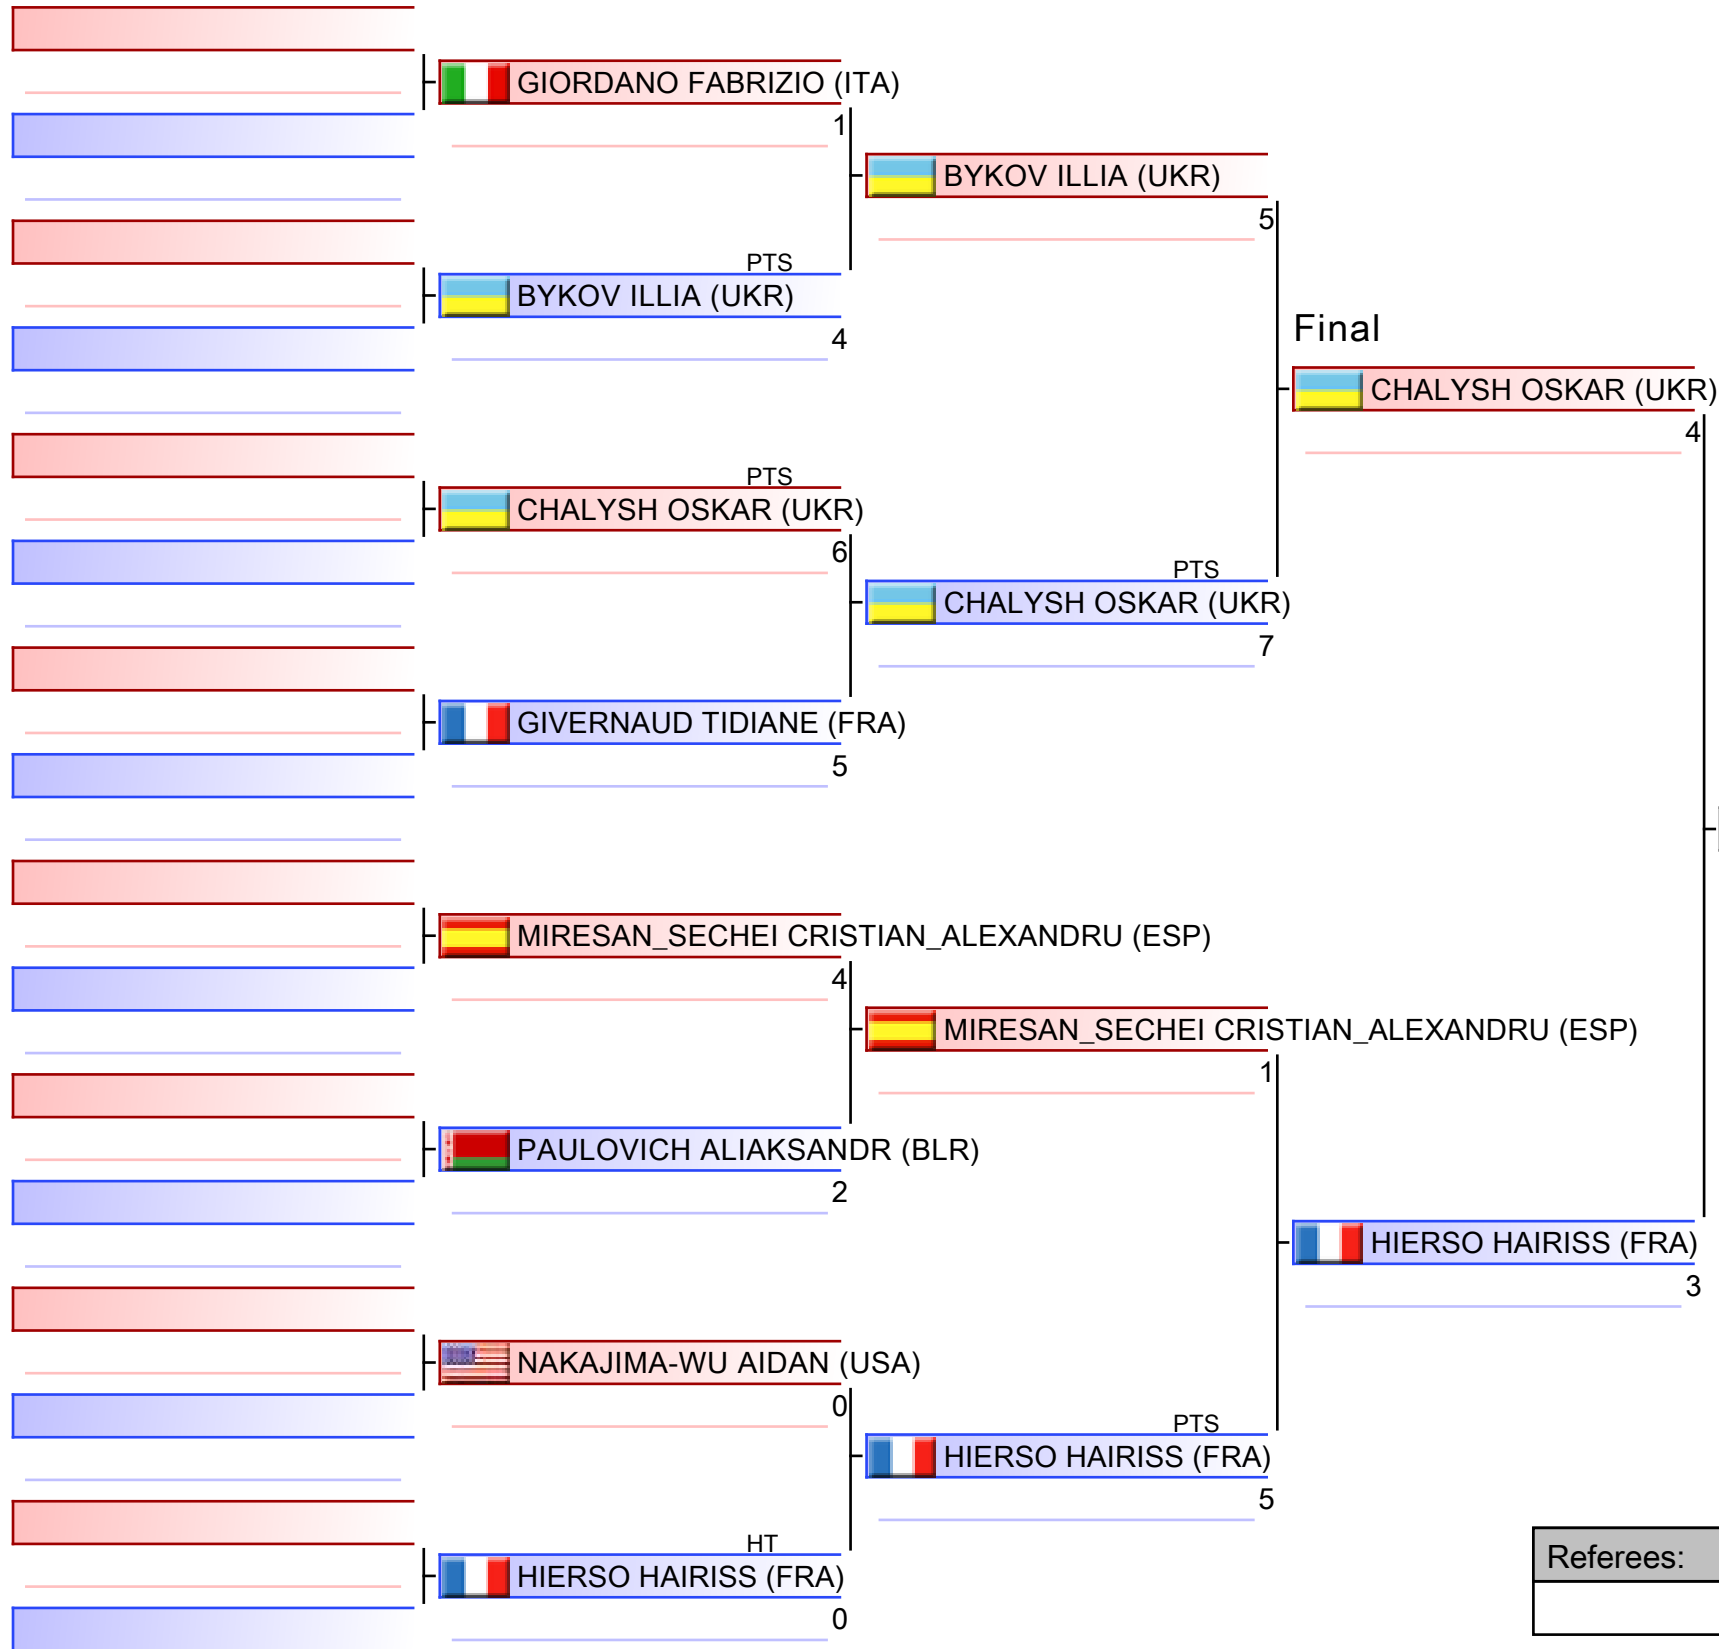 GIORDANO FABRIZIO (ITA)
1
PTS
BYKOV ILLIA (UKR)
4
PTS
CHALYSH OSKAR (UKR)
6
GIVERNAUD TIDIANE (FRA)
5
MIRESAN_SECHEI CRISTIAN_ALEXANDRU (ESP)
4
PAULOVICH ALIAKSANDR (BLR)
2
NAKAJIMA-WU AIDAN (USA)
0
HT
HIERSO HAIRISS (FRA)
0
BYKOV ILLIA (UKR)
5
PTS
CHALYSH OSKAR (UKR)
7
MIRESAN_SECHEI CRISTIAN_ALEXANDRU (ESP)
1
PTS
HIERSO HAIRISS (FRA)
5
Final
CHALYSH OSKAR (UKR)
4
HIERSO HAIRISS (FRA)
3
Referees: